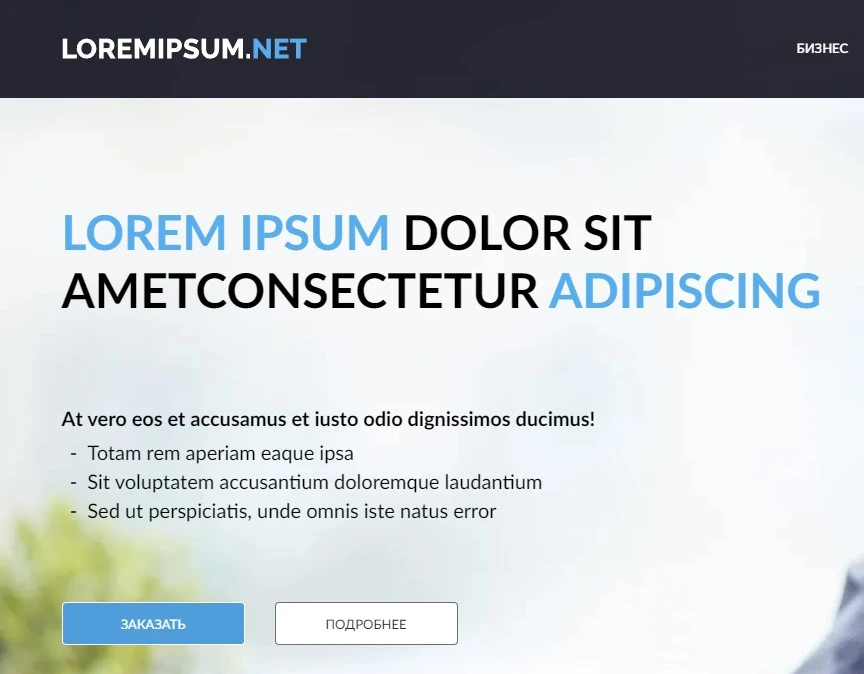 LOREMIPSUM.NET
БИЗНЕС
LOREM IPSUM DOLOR SIT
AMETCONSECTETUR ADIPISCING
At vero eos et accusamus et iusto odio dignissimos ducimus!
- Totam rem aperiam eaque ipsa
- Sit voluptatem accusantium doloremque laudantium
- Sed ut perspiciatis, unde omnis iste natus error
ЗАКАЗАТЬ
ПОДРОБНЕЕ